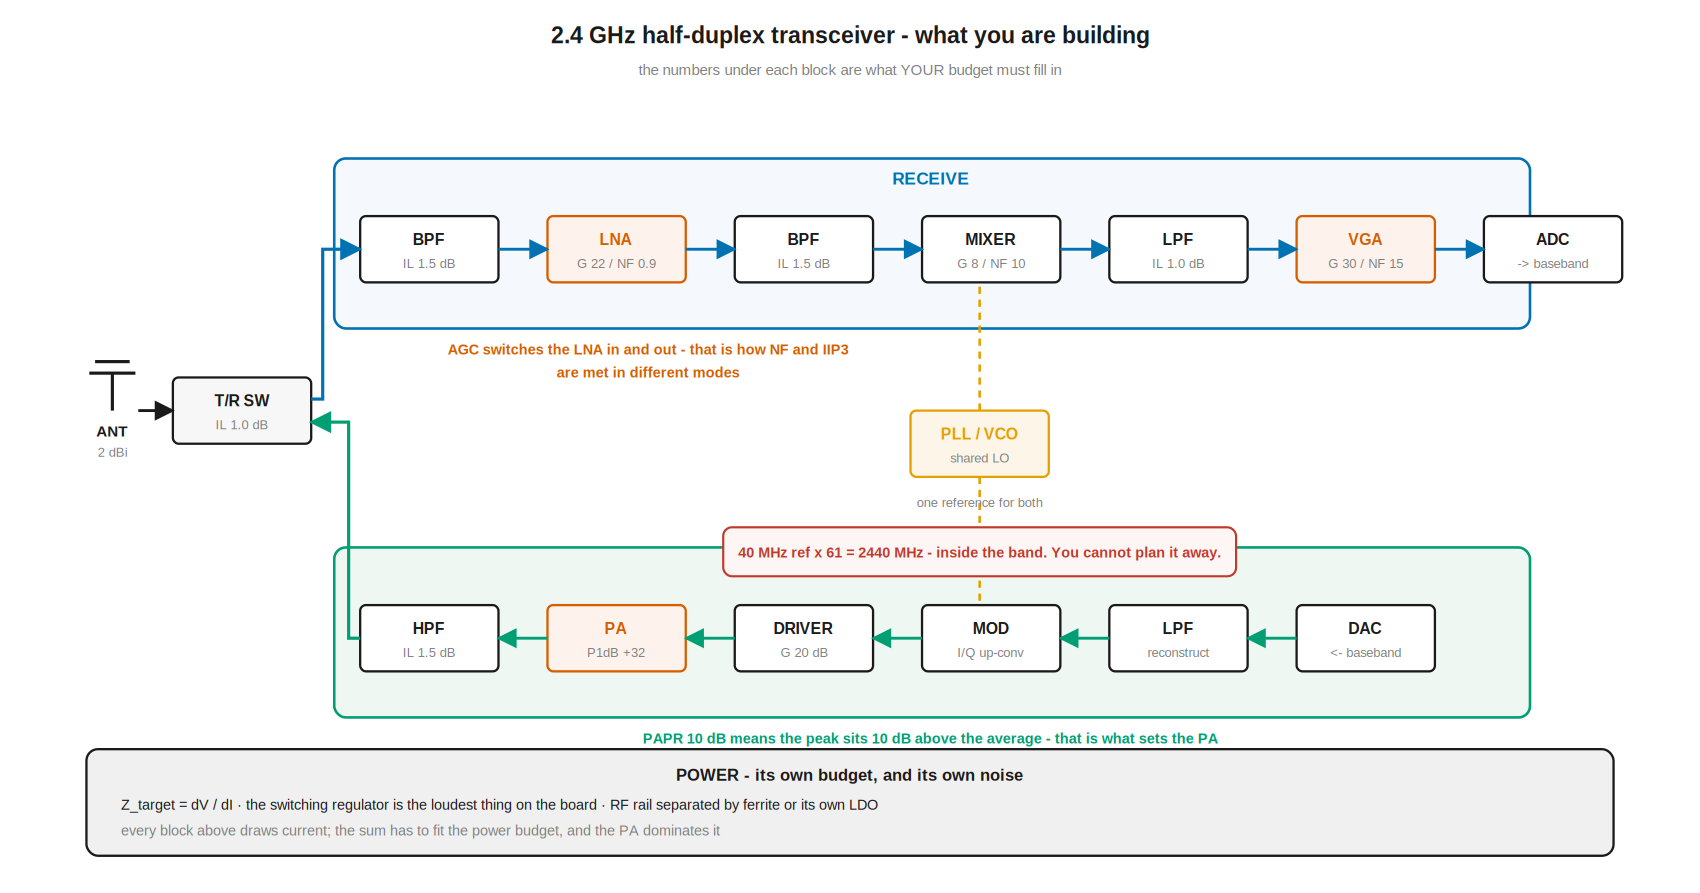 2.4 GHz half-duplex transceiver - what you are building
the numbers under each block are what YOUR budget must fill in
RECEIVE
BPF
IL 1.5 dB
LNA
G 22 / NF 0.9
BPF
IL 1.5 dB
MIXER
G 8 / NF 10
LPF
IL 1.0 dB
VGA
G 30 / NF 15
ADC
-> baseband
AGC switches the LNA in and out - that is how NF and IIP3
are met in different modes
ANT
2 dBi
T/R SW
IL 1.0 dB
PLL / VCO
shared LO
one reference for both
40 MHz ref x 61 = 2440 MHz - inside the band. You cannot plan it away.
HPF
IL 1.5 dB
PA
P1dB +32
DRIVER
G 20 dB
MOD
I/Q up-conv
LPF
reconstruct
DAC
<- baseband
PAPR 10 dB means the peak sits 10 dB above the average - that is what sets the PA
POWER - its own budget, and its own noise
Z_target = dV / dI · the switching regulator is the loudest thing on the board · RF rail separated by ferrite or its own LDO
every block above draws current; the sum has to fit the power budget, and the PA dominates it